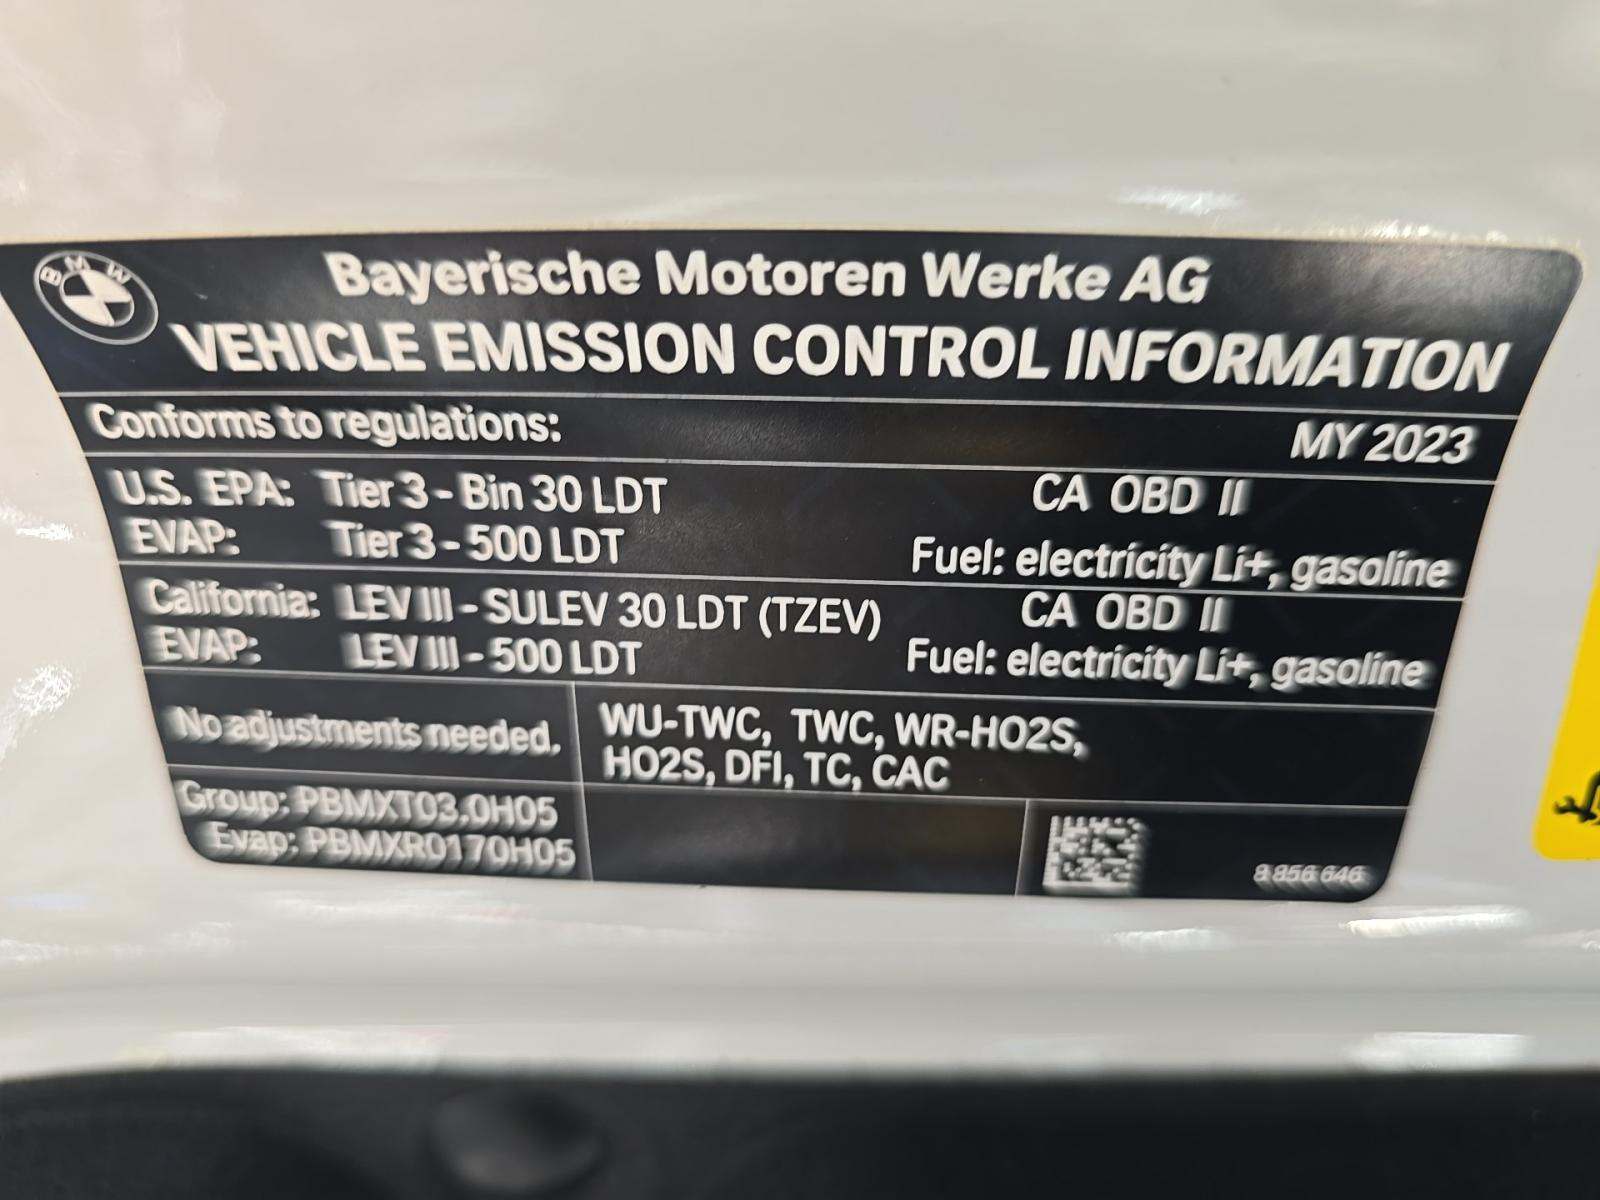 BMW
Bayerische Motoren Werke AG
VEHICLE EMISSION CONTROL INFORMATION
Conforms to regulations: MY 2023
U.S. EPA: Tier 3 - Bin 30 LDT CA OBD II
EVAP: Tier 3 - 500 LDT Fuel: electricity Li+, gasoline
California: LEV III - SULEV 30 LDT (TZEV) CA OBD II
EVAP: LEV III - 500 LDT Fuel: electricity Li+, gasoline
No adjustments needed.
WU-TWC, TWC, WR-HO2S,
HO2S, DFI, TC, CAC
Group: PBMXT03.0H05
Evap: PBMXR0170H05
8 856 646